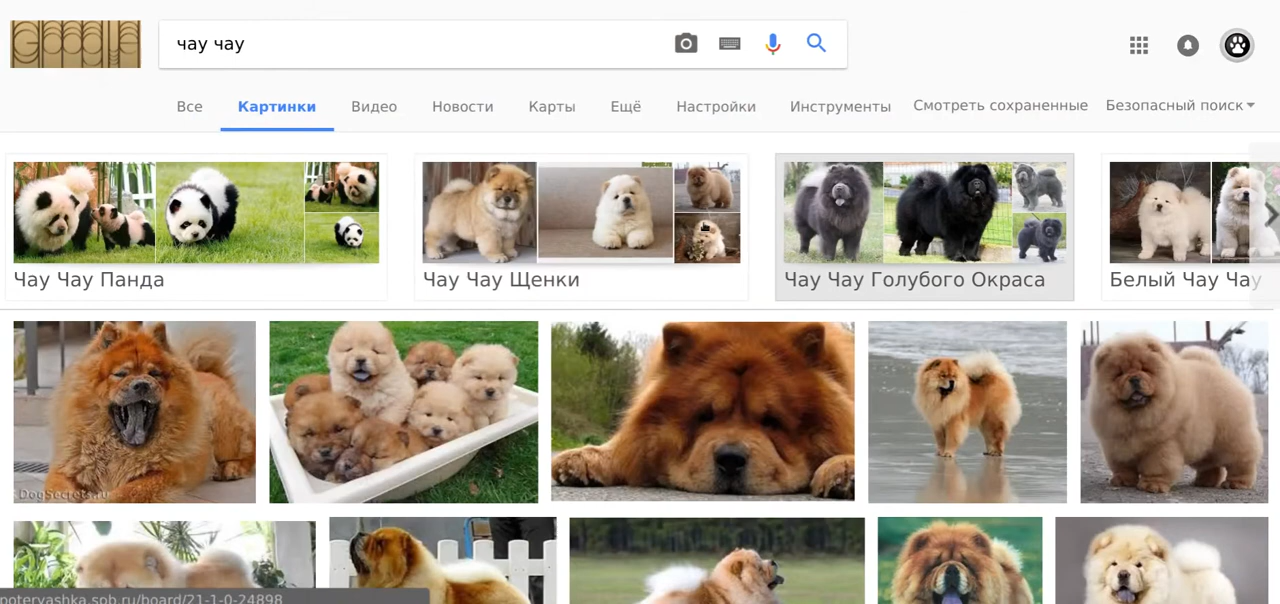 Google
чау чау
Все Картинки Видео Новости Карты Ещё Настройки Инструменты Смотреть сохраненные Безопасный поиск
Чау Чау Панда
Чау Чау Щенки
Чау Чау Голубого Окраса
Белый Чау Чау
DogSecrets.ru
poteryashka.spb.ru/board/21-1-0-24898